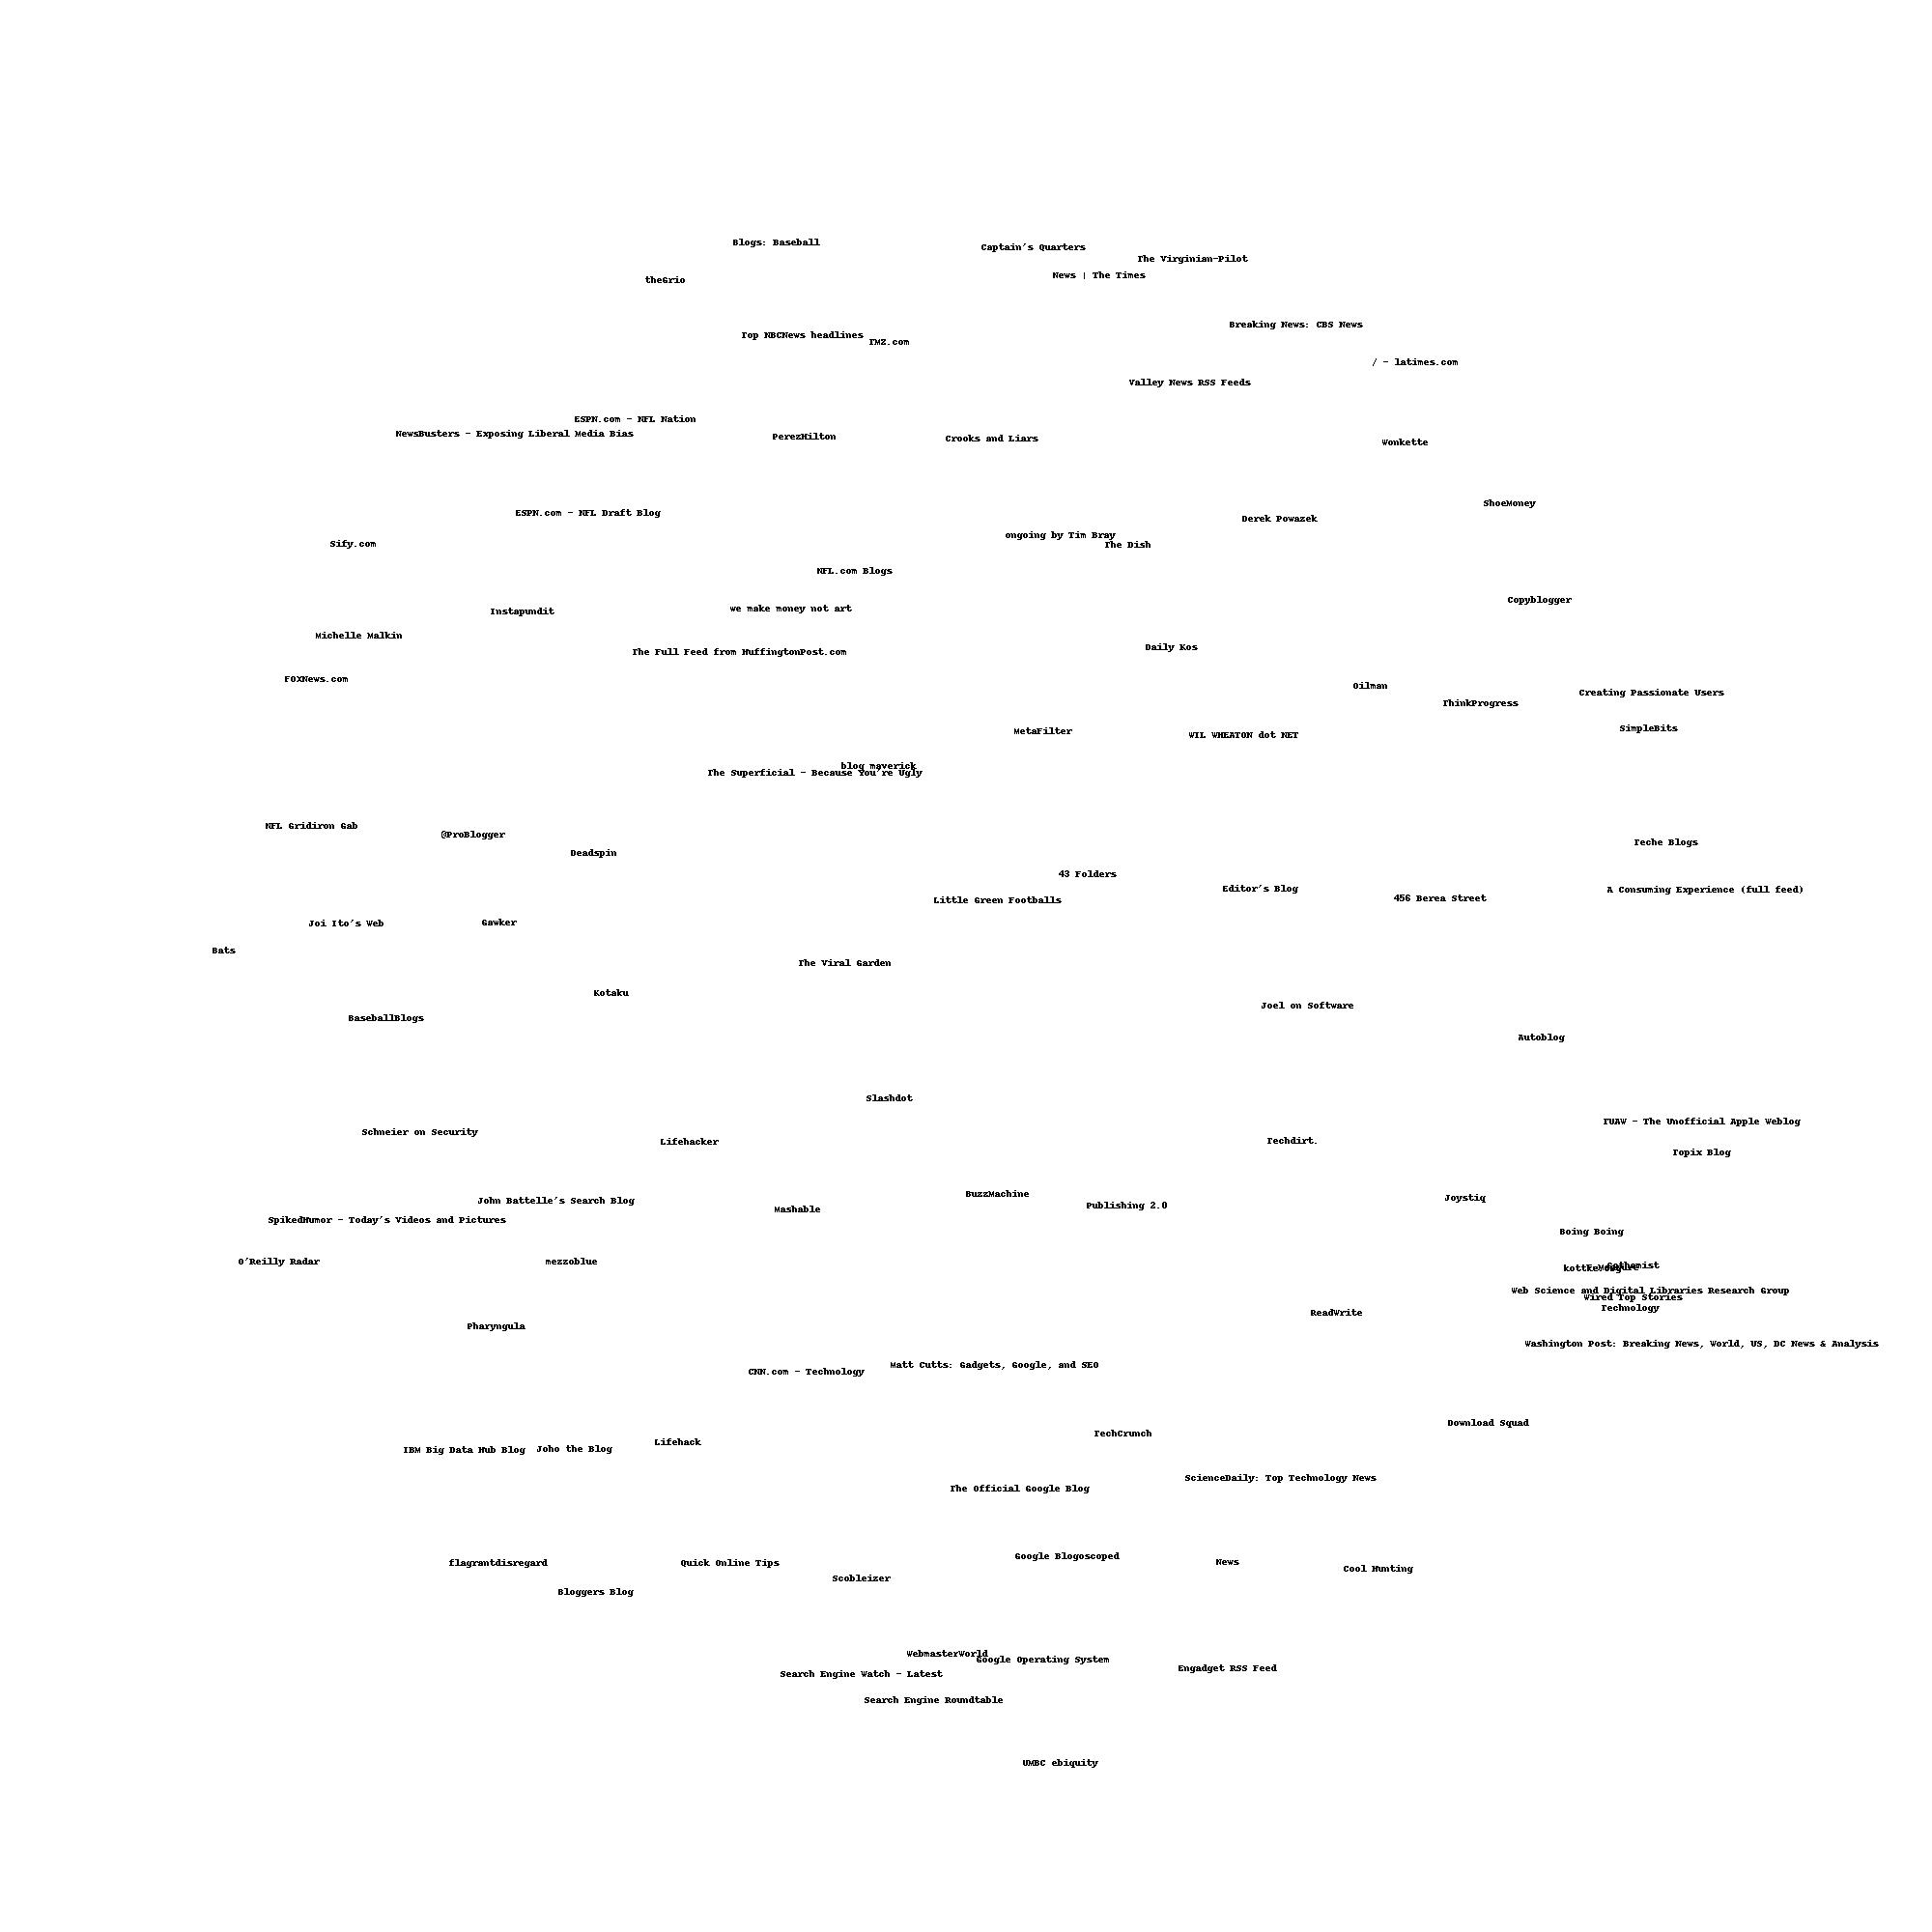 Blogs: Baseball
Captain's Quarters
The Virginian-Pilot
News | The Times
theGrio
Breaking News: CBS News
Top NBCNews headlines
TMZ.com
/ - latimes.com
Valley News RSS Feeds
ESPN.com - NFL Nation
NewsBusters - Exposing Liberal Media Bias
PerezHilton
Crooks and Liars
Wonkette
ShoeMoney
ESPN.com - NFL Draft Blog
Derek Powazek
ongoing by Tim Bray
The Dish
Sify.com
NFL.com Blogs
Copyblogger
we make money not art
Instapundit
Michelle Malkin
Daily Kos
The Full Feed from HuffingtonPost.com
FOXNews.com
Oilman
Creating Passionate Users
ThinkProgress
SimpleBits
MetaFilter
WIL WHEATON dot NET
blog maverick
The Superficial - Because You're Ugly
NFL Gridiron Gab
@ProBlogger
Teche Blogs
Deadspin
43 Folders
Editor's Blog
A Consuming Experience (full feed)
456 Berea Street
Little Green Footballs
Joi Ito's Web
Gawker
Bats
The Viral Garden
Kotaku
Joel on Software
BaseballBlogs
Autoblog
Slashdot
TUAW - The Unofficial Apple Weblog
Schneier on Security
Lifehacker
Techdirt.
Topix Blog
BuzzMachine
Joystiq
John Battelle's Search Blog
Publishing 2.0
Mashable
SpikedHumor - Today's Videos and Pictures
Boing Boing
O'Reilly Radar
mezzoblue
Gothamist
kottke.org
Web Science and Digital Libraries Research Group
Wired Top Stories
Technology
ReadWrite
Pharyngula
Washington Post: Breaking News, World, US, DC News & Analysis
Matt Cutts: Gadgets, Google, and SEO
CNN.com - Technology
Download Squad
TechCrunch
Lifehack
IBM Big Data Hub Blog
Joho the Blog
ScienceDaily: Top Technology News
The Official Google Blog
Google Blogoscoped
flagrantdisregard
Quick Online Tips
News
Cool Hunting
Scobleizer
Bloggers Blog
WebmasterWorld
Google Operating System
Engadget RSS Feed
Search Engine Watch - Latest
Search Engine Roundtable
UMBC ebiquity